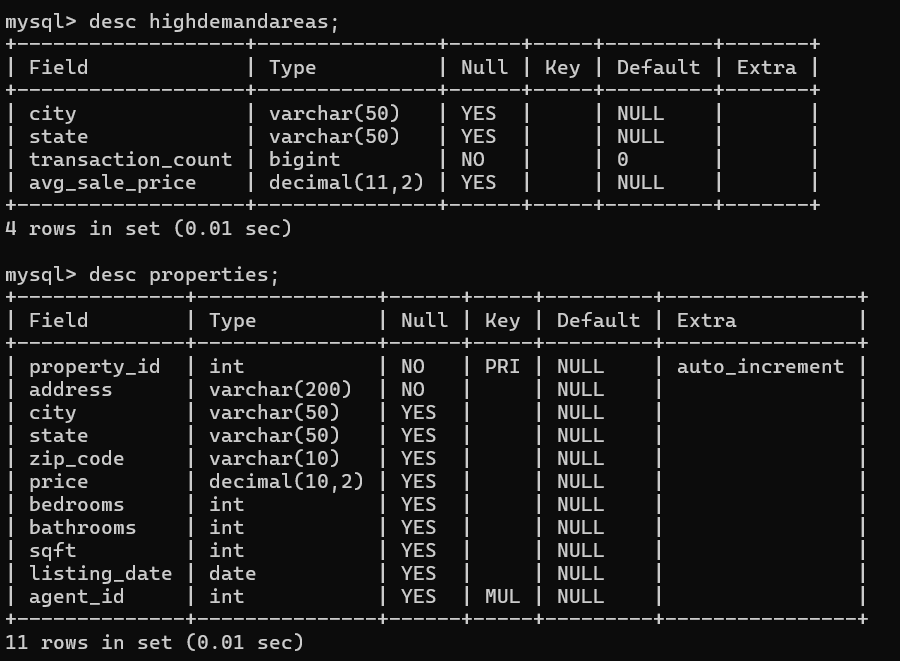 mysql> desc highdemandareas;
+-------------------+---------------+------+-----+---------+-------+
| Field             | Type          | Null | Key | Default | Extra |
+-------------------+---------------+------+-----+---------+-------+
| city              | varchar(50)   | YES  |     | NULL    |       |
| state             | varchar(50)   | YES  |     | NULL    |       |
| transaction_count | bigint        | NO   |     | 0       |       |
| avg_sale_price    | decimal(11,2) | YES  |     | NULL    |       |
+-------------------+---------------+------+-----+---------+-------+
4 rows in set (0.01 sec)

mysql> desc properties;
+--------------+---------------+------+-----+---------+----------------+
| Field        | Type          | Null | Key | Default | Extra          |
+--------------+---------------+------+-----+---------+----------------+
| property_id  | int           | NO   | PRI | NULL    | auto_increment |
| address      | varchar(200)  | NO   |     | NULL    |                |
| city         | varchar(50)   | YES  |     | NULL    |                |
| state        | varchar(50)   | YES  |     | NULL    |                |
| zip_code     | varchar(10)   | YES  |     | NULL    |                |
| price        | decimal(10,2) | YES  |     | NULL    |                |
| bedrooms     | int           | YES  |     | NULL    |                |
| bathrooms    | int           | YES  |     | NULL    |                |
| sqft         | int           | YES  |     | NULL    |                |
| listing_date | date          | YES  |     | NULL    |                |
| agent_id     | int           | YES  | MUL | NULL    |                |
+--------------+---------------+------+-----+---------+----------------+
11 rows in set (0.01 sec)